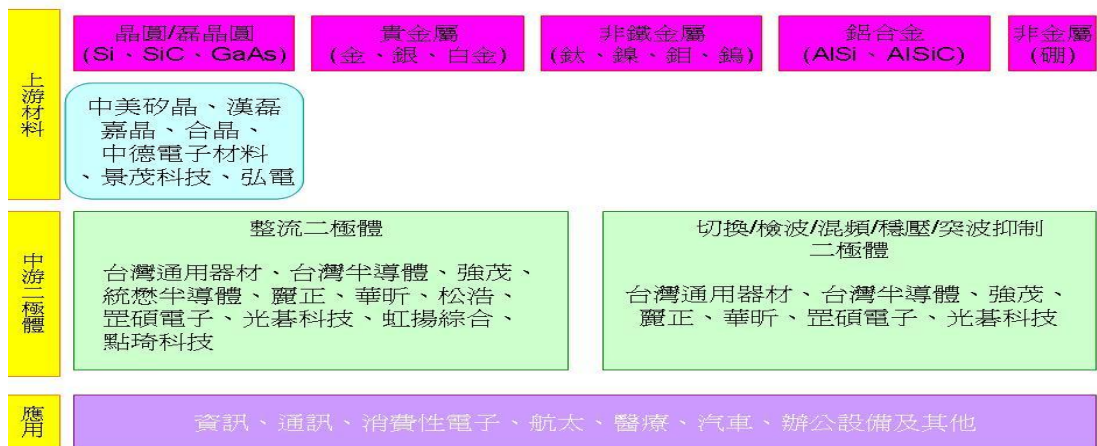 上游材料
晶圓/磊晶圓
(Si、SiC、GaAs)
貴金屬
(金、銀、白金)
非鐵金屬
(鈦、鎳、鉬、鎢)
鋁合金
(AlSi、AlSiC)
非金屬
(硼)
中美矽晶、漢磊
嘉晶、合晶、
中德電子材料
、景茂科技、弘電
中游二極體
整流二極體
台灣通用器材、台灣半導體、強茂、
統懋半導體、麗正、華昕、松浩、
罡碩電子、光碁科技、虹揚綜合、
點琦科技
切換/檢波/混頻/穩壓/突波抑制
二極體
台灣通用器材、台灣半導體、強茂、
麗正、華昕、罡碩電子、光碁科技
應用
資訊、通訊、消費性電子、航太、醫療、汽車、辦公設備及其他